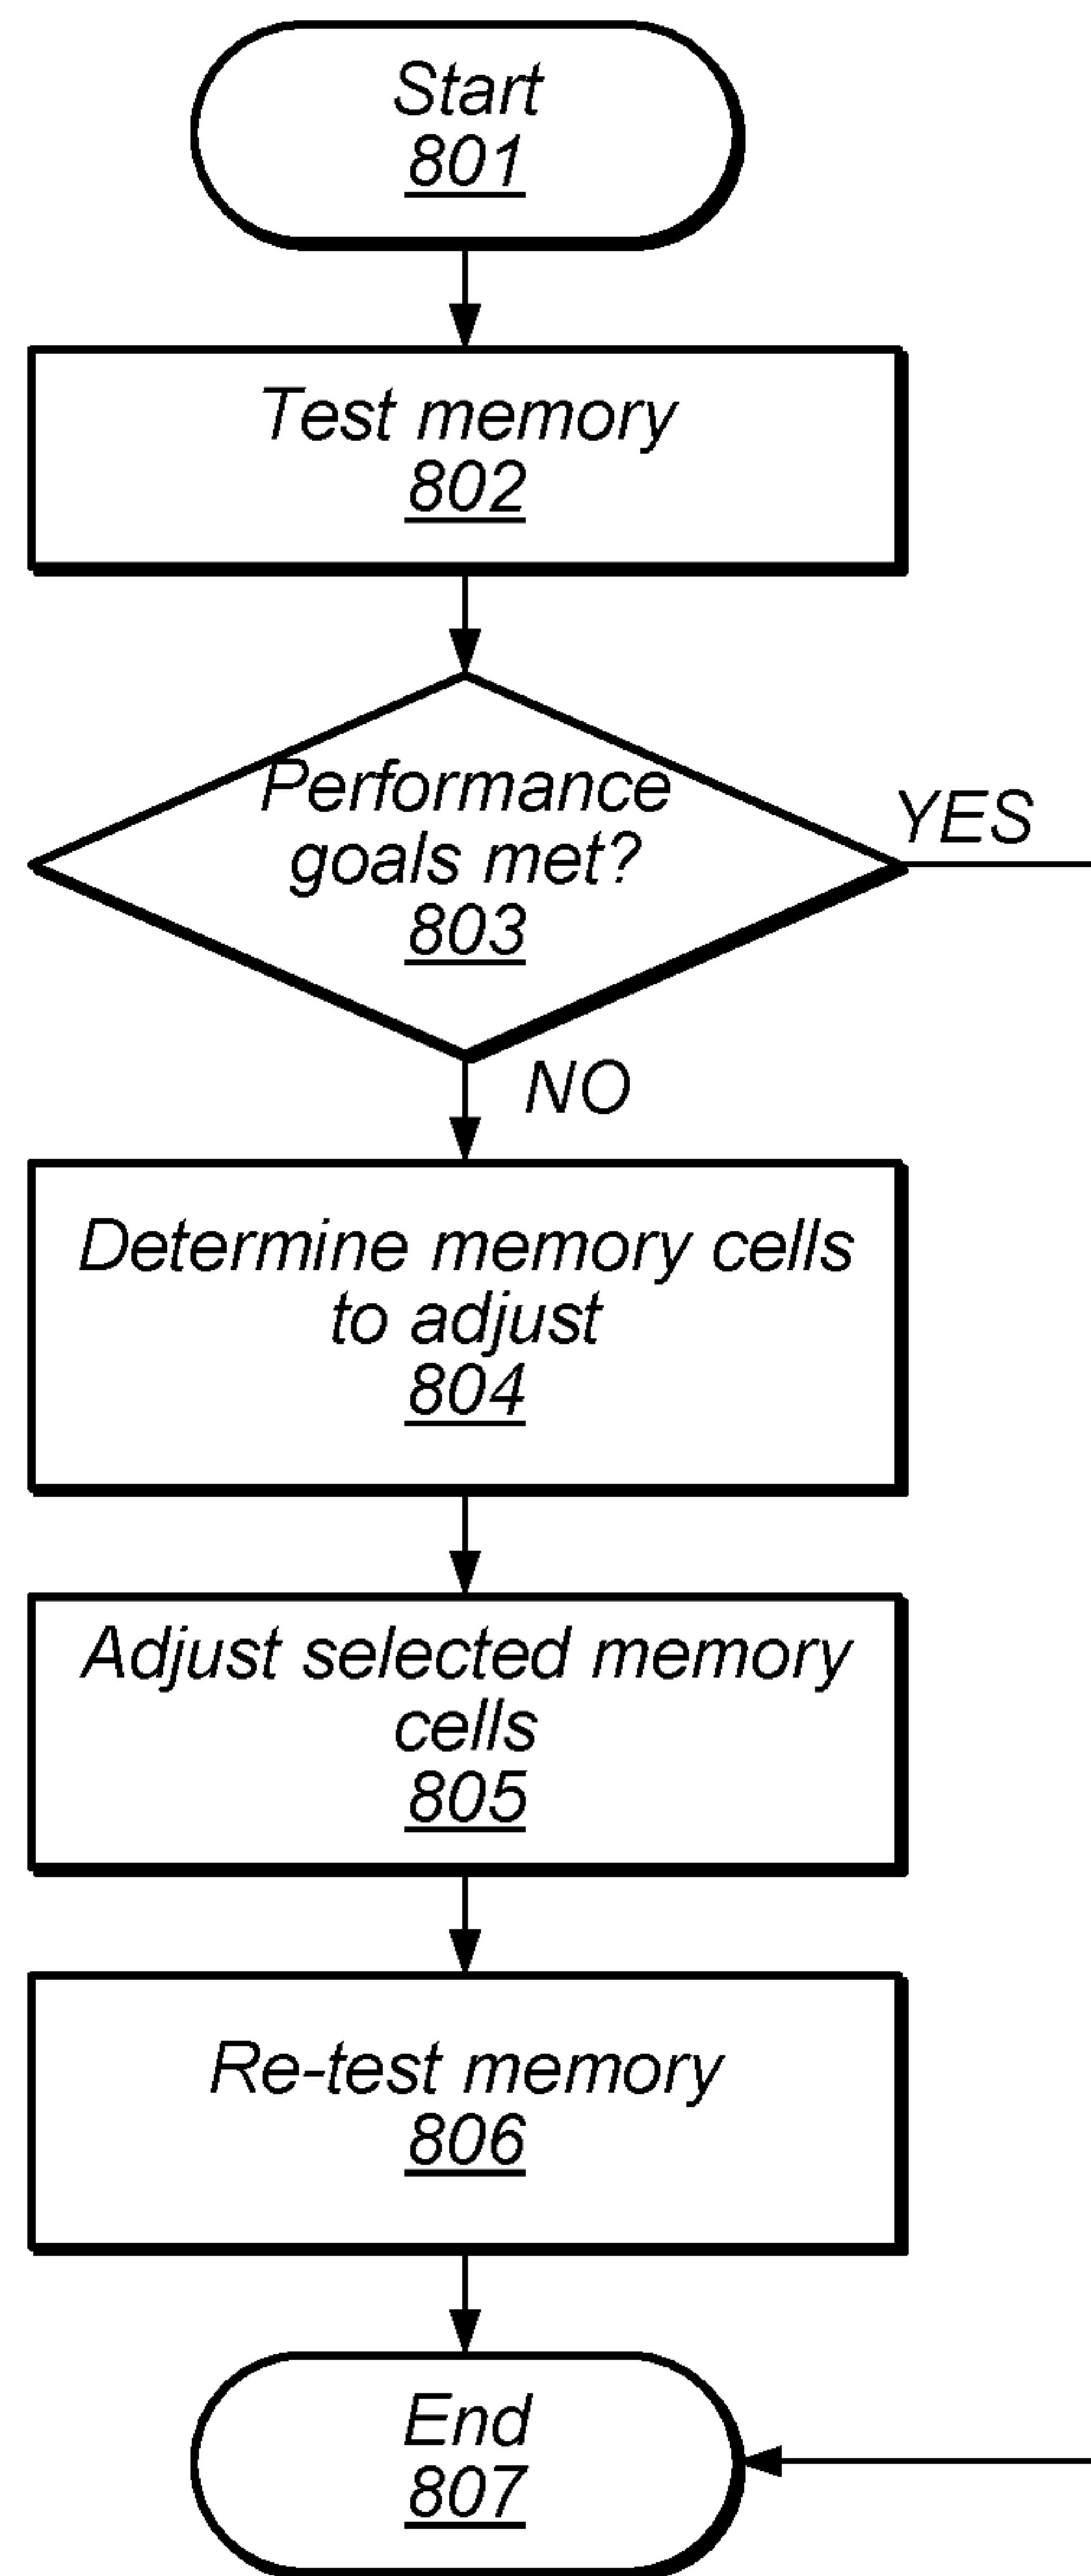 Start
801
Test memory
802
Performance
goals met?
803
YES
NO
Determine memory cells
to adjust
804
Adjust selected memory
cells
805
Re-test memory
806
End
807